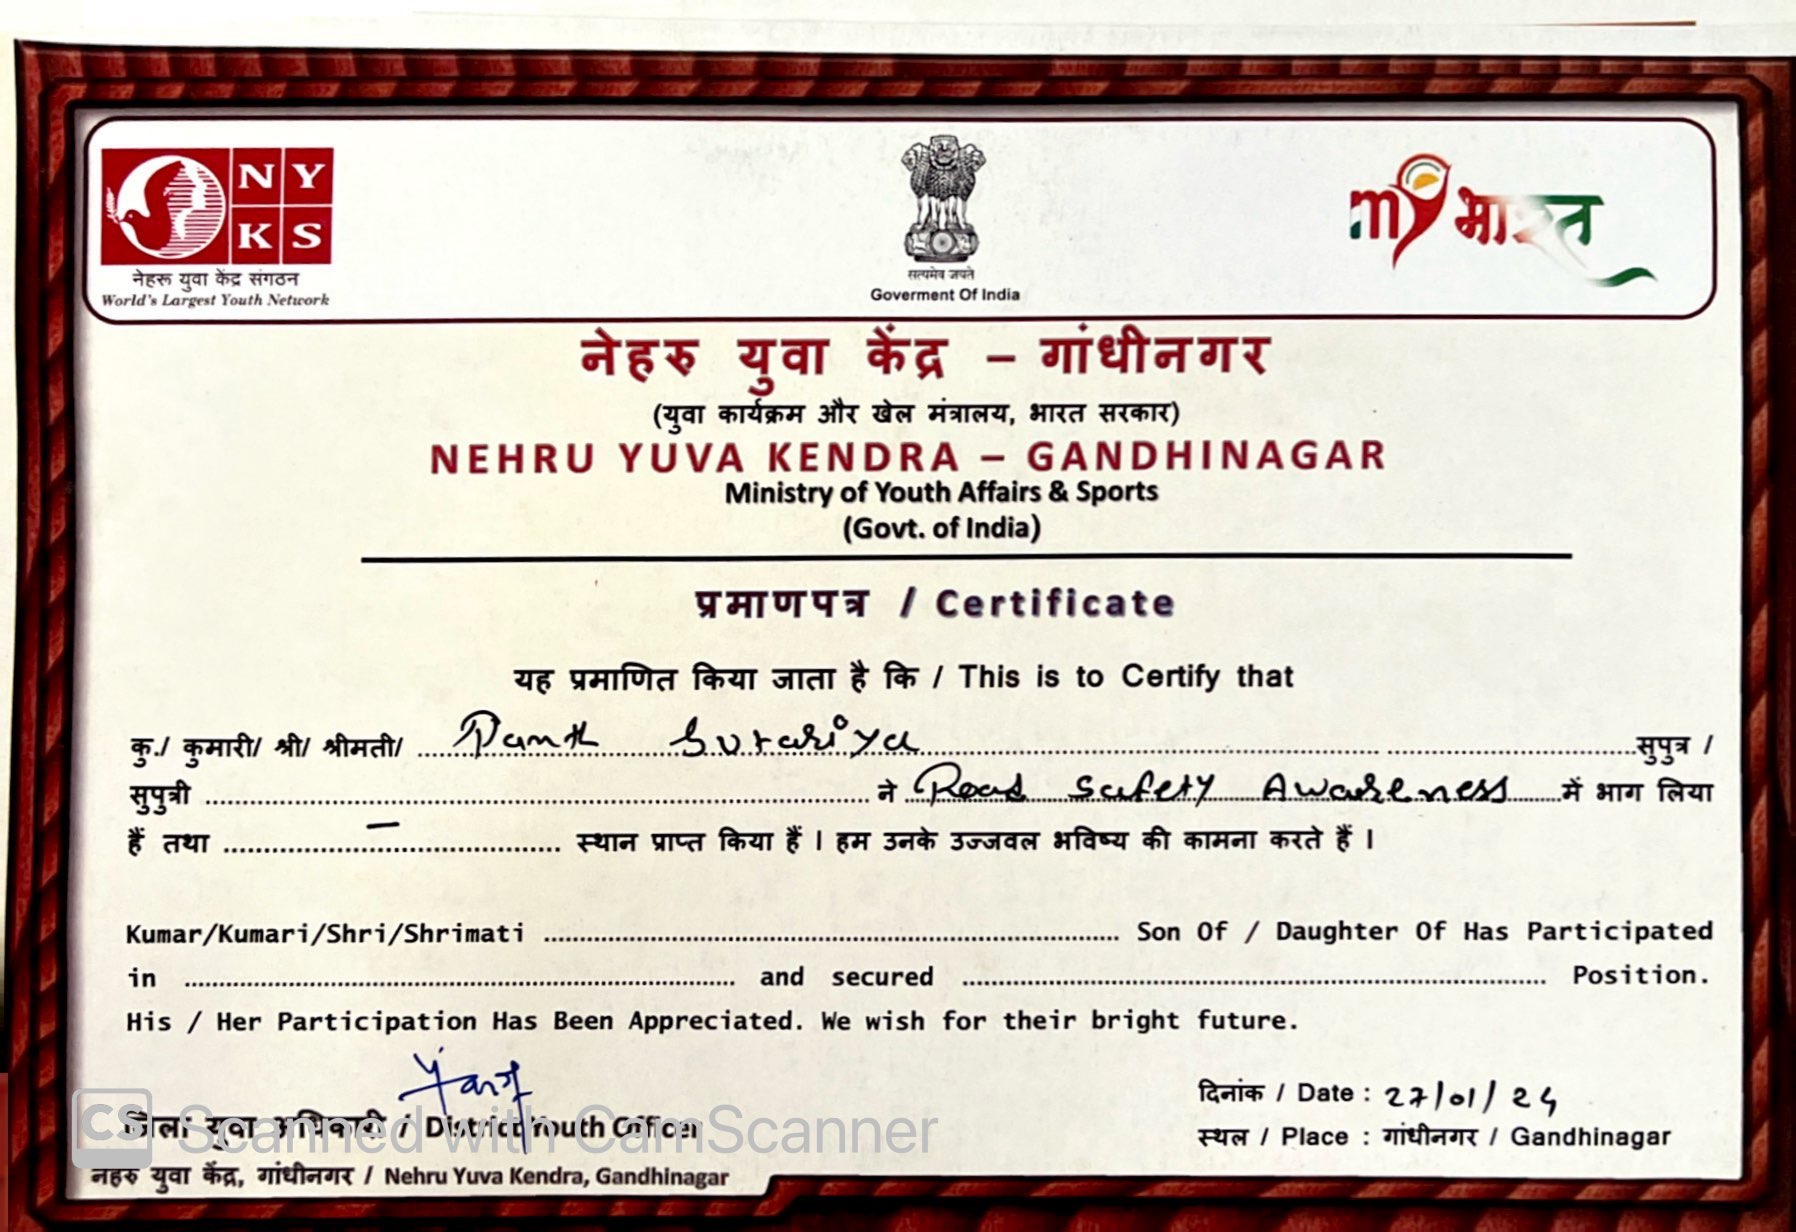 NY
KS
नेहरू युवा केंद्र संगठन
World's Largest Youth Network
सत्यमेव जयते
Goverment Of India
my भारत
नेहरु युवा केंद्र – गांधीनगर
(युवा कार्यक्रम और खेल मंत्रालय, भारत सरकार)
NEHRU YUVA KENDRA – GANDHINAGAR
Ministry of Youth Affairs & Sports
(Govt. of India)
प्रमाणपत्र / Certificate
यह प्रमाणित किया जाता है कि / This is to Certify that
कु./ कुमारी/ श्री/ श्रीमती/ Panth Sutariya सुपुत्र /
सुपुत्री ने Road Safety Awareness में भाग लिया
हैं तथा – स्थान प्राप्त किया हैं । हम उनके उज्जवल भविष्य की कामना करते हैं ।
Kumar/Kumari/Shri/Shrimati Son Of / Daughter Of Has Participated
in and secured Position.
His / Her Participation Has Been Appreciated. We wish for their bright future.
दिनांक / Date : 27/01/24
जिला युवा अधिकारी / District Youth Officer
स्थल / Place : गांधीनगर / Gandhinagar
नेहरु युवा केंद्र, गांधीनगर / Nehru Yuva Kendra, Gandhinagar
CS Scanned with CamScanner